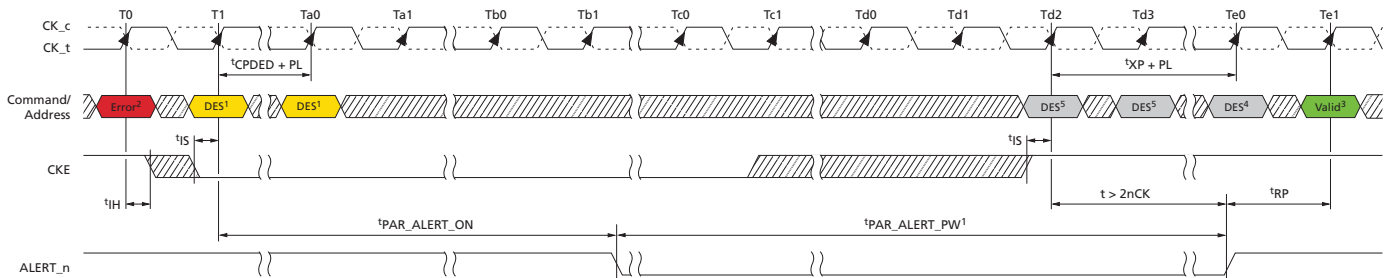 T0 T1 Ta0 Ta1 Tb0 Tb1 Tc0 Tc1 Td0 Td1 Td2 Td3 Te0 Te1
CK_c
CK_t
tCPDED + PL
tXP + PL
Command/
Address
Error2
DES1
DES1
DES5
DES5
DES4
Valid3
tIS
tIS
CKE
tIH
t > 2nCK
tRP
tPAR_ALERT_ON
tPAR_ALERT_PW1
ALERT_n